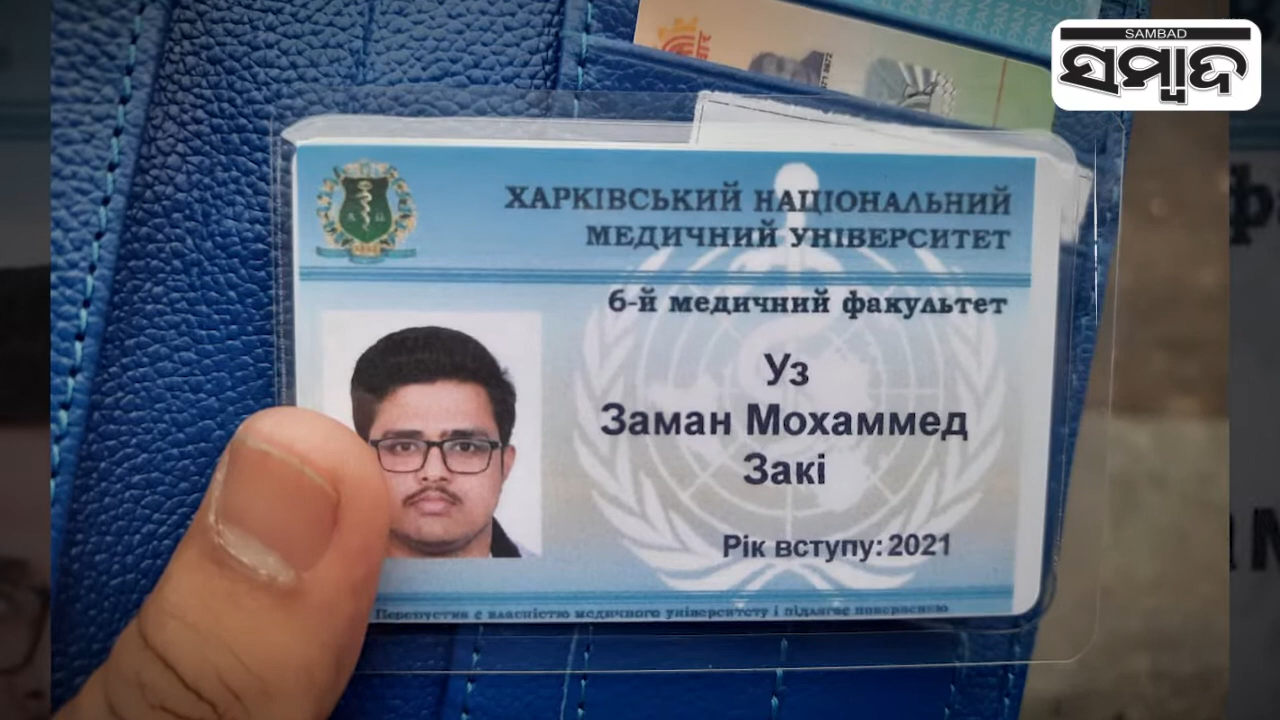 SAMBAD
ସମ୍ବାଦ
ХАРКІВСЬКИЙ НАЦІОНАЛЬНИЙ
МЕДИЧНИЙ УНІВЕРСИТЕТ
6-й медичний факультет
Уз
Заман Мохаммед
Закі
Рік вступу: 2021
Перепустка є власністю медичного університету і підлягає поверненню